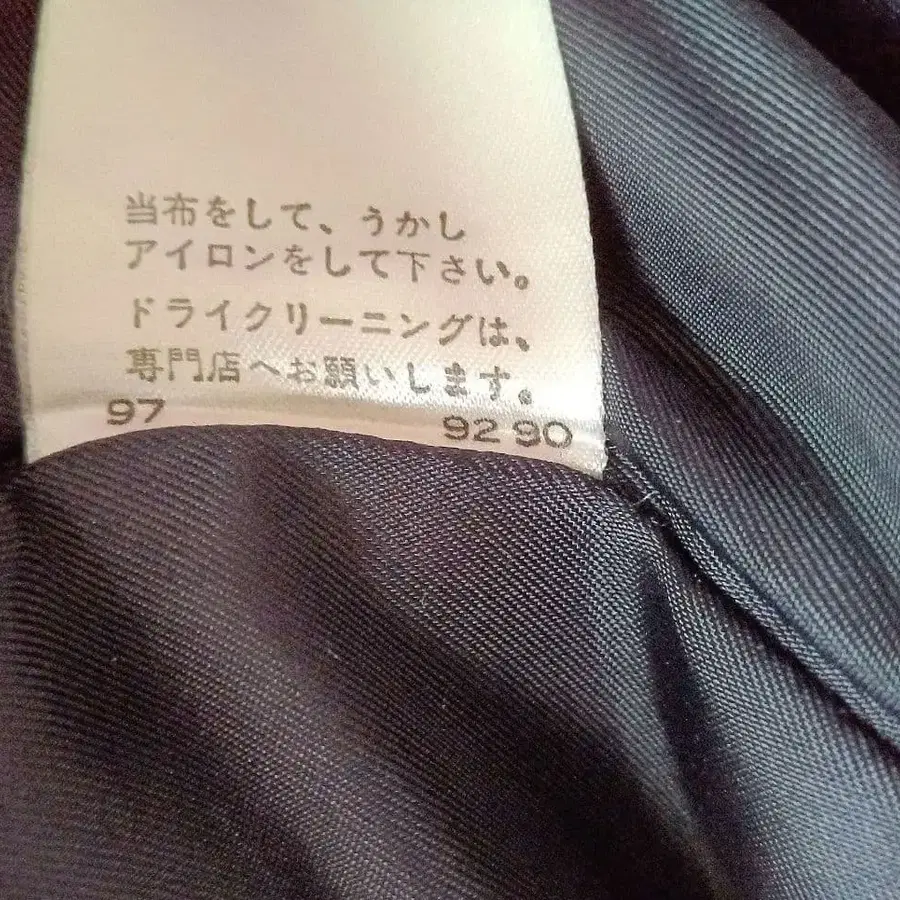 当布をして、うかし
アイロンをして下さい。
ドライクリーニングは、
専門店へお願いします。
97 92 90